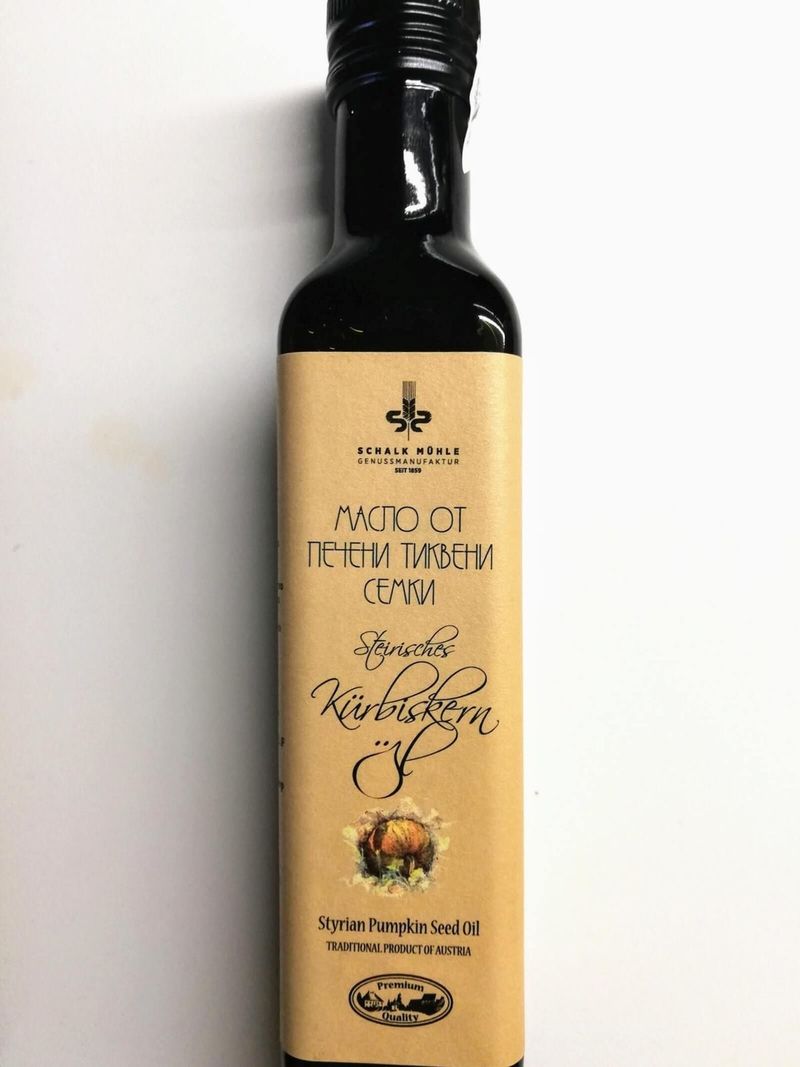 SCHALK MÜHLE
GENUSSMANUFAKTUR
SEIT 1859
МАСЛО ОТ
ПЕЧЕНИ ТИКВЕНИ
СЕМКИ
Steirisches
Kürbiskern
öl
Styrian Pumpkin Seed Oil
TRADITIONAL PRODUCT OF AUSTRIA
Premium
Quality